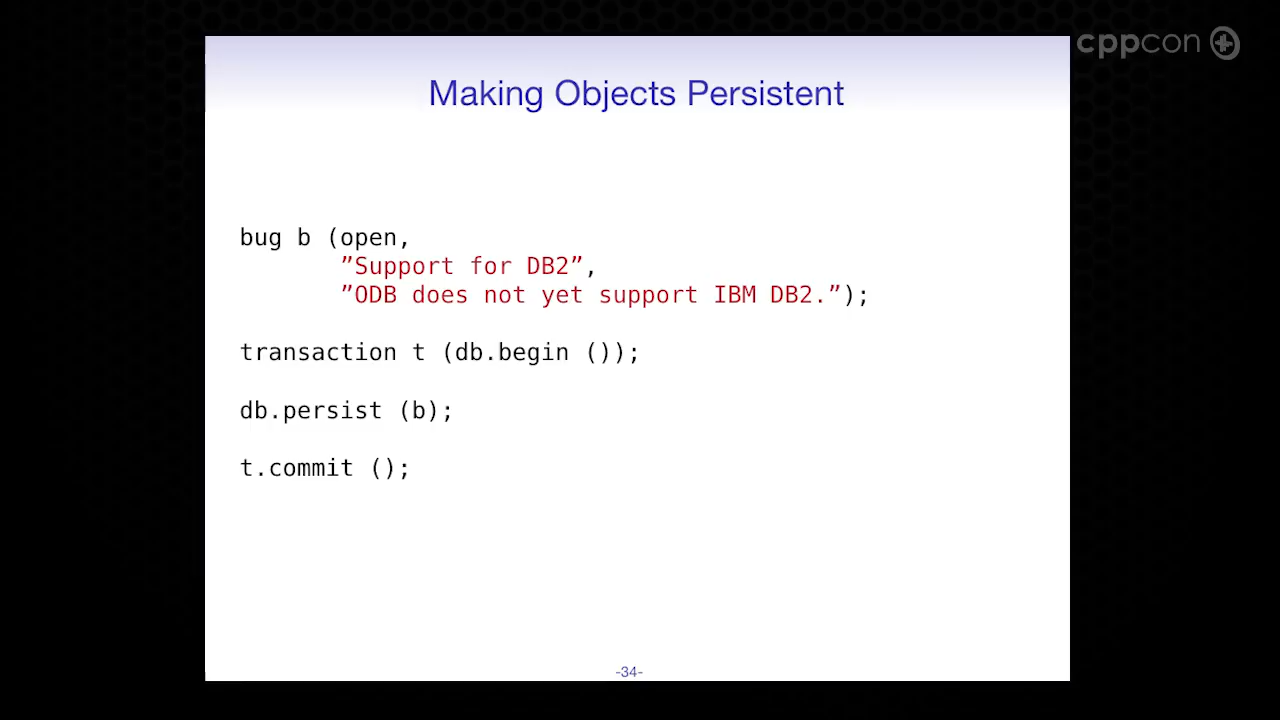 cppcon
Making Objects Persistent
bug b (open,
”Support for DB2”,
”ODB does not yet support IBM DB2.”);
transaction t (db.begin ());
db.persist (b);
t.commit ();
-34-